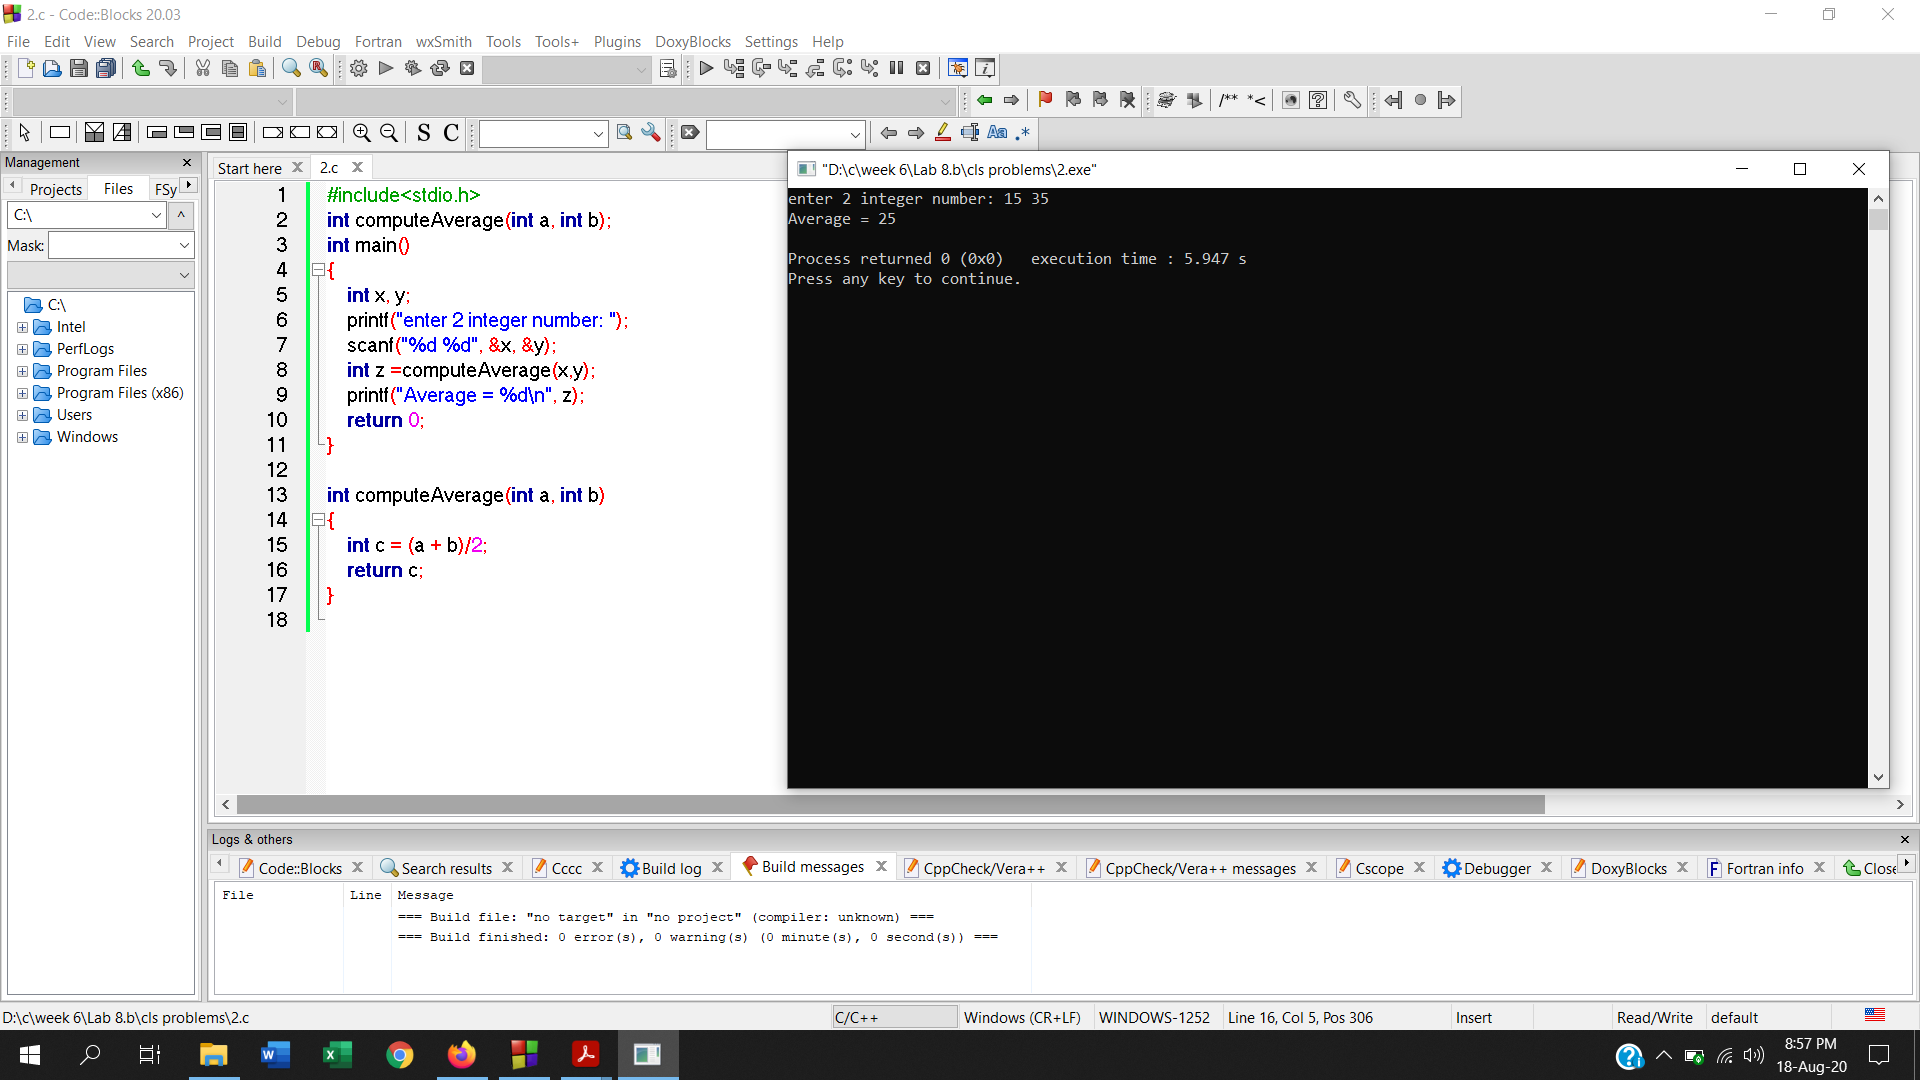 2.c - Code::Blocks 20.03
File Edit View Search Project Build Debug Fortran wxSmith Tools Tools+ Plugins DoxyBlocks Settings Help
/** *<
S C
Aa .*
Management
Projects Files FSy
C:\
Mask:
C:\
Intel
PerfLogs
Program Files
Program Files (x86)
Users
Windows
Start here 2.c
1 #include<stdio.h>
2 int computeAverage(int a, int b);
3 int main()
4 {
5 int x, y;
6 printf("enter 2 integer number: ");
7 scanf("%d %d", &x, &y);
8 int z =computeAverage(x,y);
9 printf("Average = %d\n", z);
10 return 0;
11 }
12
13 int computeAverage(int a, int b)
14 {
15 int c = (a + b)/2;
16 return c;
17 }
18
"D:\c\week 6\Lab 8.b\cls problems\2.exe"
enter 2 integer number: 15 35
Average = 25
Process returned 0 (0x0)   execution time : 5.947 s
Press any key to continue.
Logs & others
Code::Blocks Search results Cccc Build log Build messages CppCheck/Vera++ CppCheck/Vera++ messages Cscope Debugger DoxyBlocks Fortran info Close
File Line Message
=== Build file: "no target" in "no project" (compiler: unknown) ===
=== Build finished: 0 error(s), 0 warning(s) (0 minute(s), 0 second(s)) ===
D:\c\week 6\Lab 8.b\cls problems\2.c C/C++ Windows (CR+LF) WINDOWS-1252 Line 16, Col 5, Pos 306 Insert Read/Write default
8:57 PM
18-Aug-20